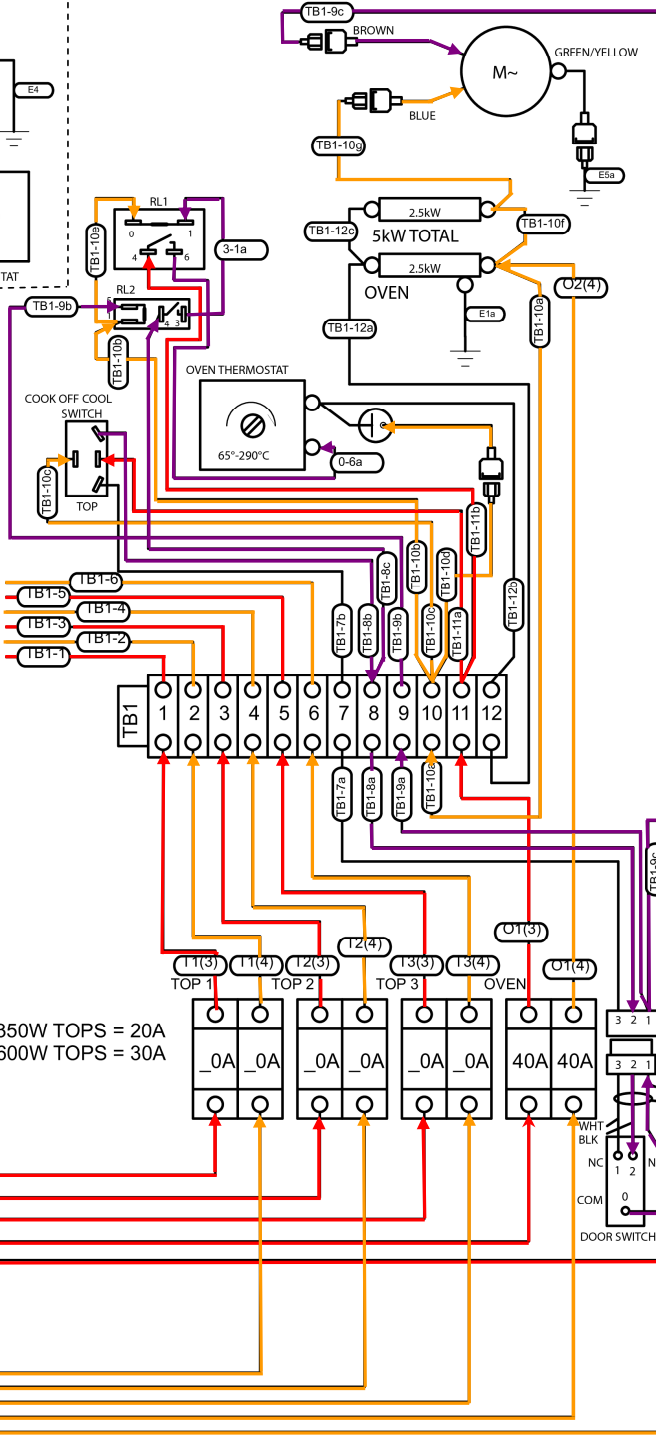 TB1-9c
BROWN
GREEN/YELLOW
M~
E4
BLUE
TB1-10g
E5a
RL1
2.5kW
0
1
TB1-12c
TB1-10f
5kW TOTAL
TB1-10e
3-1a
4
6
2.5kW
TAT
RL2
OVEN
O2(4)
TB1-9b
E1a
TB1-10a
4
3
TB1-12a
TB1-10b
OVEN THERMOSTAT
COOK OFF COOL
SWITCH
65°-290°C
0-6a
TB1-10c
TOP
TB1-11b
TB1-10b
TB1-10d
TB1-8c
TB1-6
TB1-5
TB1-4
TB1-3
TB1-2
TB1-1
TB1-7b
TB1-8b
TB1-9b
TB1-10c
TB1-11a
TB1-12b
TB1
1
2
3
4
5
6
7
8
9
10
11
12
TB1-7a
TB1-8a
TB1-9a
TB1-10a
TB1-9c
O1(3)
T2(4)
T1(3)
T1(4)
T2(3)
T3(3)
T3(4)
O1(4)
TOP 1
TOP 2
TOP 3
OVEN
3
2
1
850W TOPS = 20A
600W TOPS = 30A
_0A
_0A
_0A
_0A
_0A
_0A
40A
40A
3
2
1
WHT
BLK
NC
1
2
N
COM
0
DOOR SWITCH